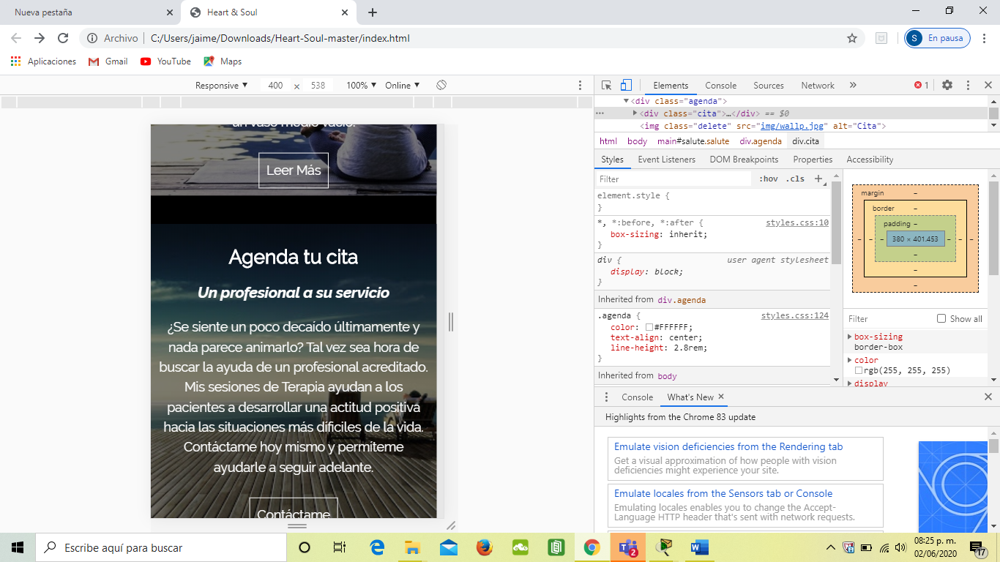 Nueva pestaña
Heart & Soul
Archivo C:/Users/jaime/Downloads/Heart-Soul-master/index.html
S En pausa
Aplicaciones Gmail YouTube Maps
Responsive ▼ 400 × 538 100% ▼ Online ▼
Leer Más
Agenda tu cita
Un profesional a su servicio
¿Se siente un poco decaído últimamente y
nada parece animarlo? Tal vez sea hora de
buscar la ayuda de un profesional acreditado.
Mis sesiones de Terapia ayudan a los
pacientes a desarrollar una actitud positiva
hacia las situaciones más díficiles de la vida.
Contáctame hoy mismo y permíteme
ayudarle a seguir adelante.
Contáctame
Elements Console Sources Network » 1
▼<div class="agenda">
… ▶<div class="cita">…</div> == $0
<img class="delete" src="img/wallp.jpg" alt="Cita">
html body main#salute.salute div.agenda div.cita
Styles Event Listeners DOM Breakpoints Properties Accessibility
Filter :hov .cls +
element.style {
}
*, *:before, *:after { styles.css:10
box-sizing: inherit;
}
div { user agent stylesheet
display: block;
}
Inherited from div.agenda
.agenda { styles.css:124
color: #FFFFFF;
text-align: center;
line-height: 2.8rem;
}
Inherited from body
margin –
border –
padding –
– – – 380 × 401.453 – – –
–
–
–
Filter Show all
▶ box-sizing
border-box
▶ color
rgb(255, 255, 255)
▶ display
Console What's New ×
Highlights from the Chrome 83 update
Emulate vision deficiencies from the Rendering tab
Get a visual approximation of how people with vision
deficiencies might experience your site.
Emulate locales from the Sensors tab or Console
Emulating locales enables you to change the Accept-
Language HTTP header that's sent with network requests.
Escribe aquí para buscar
2
08:25 p. m.
02/06/2020
17